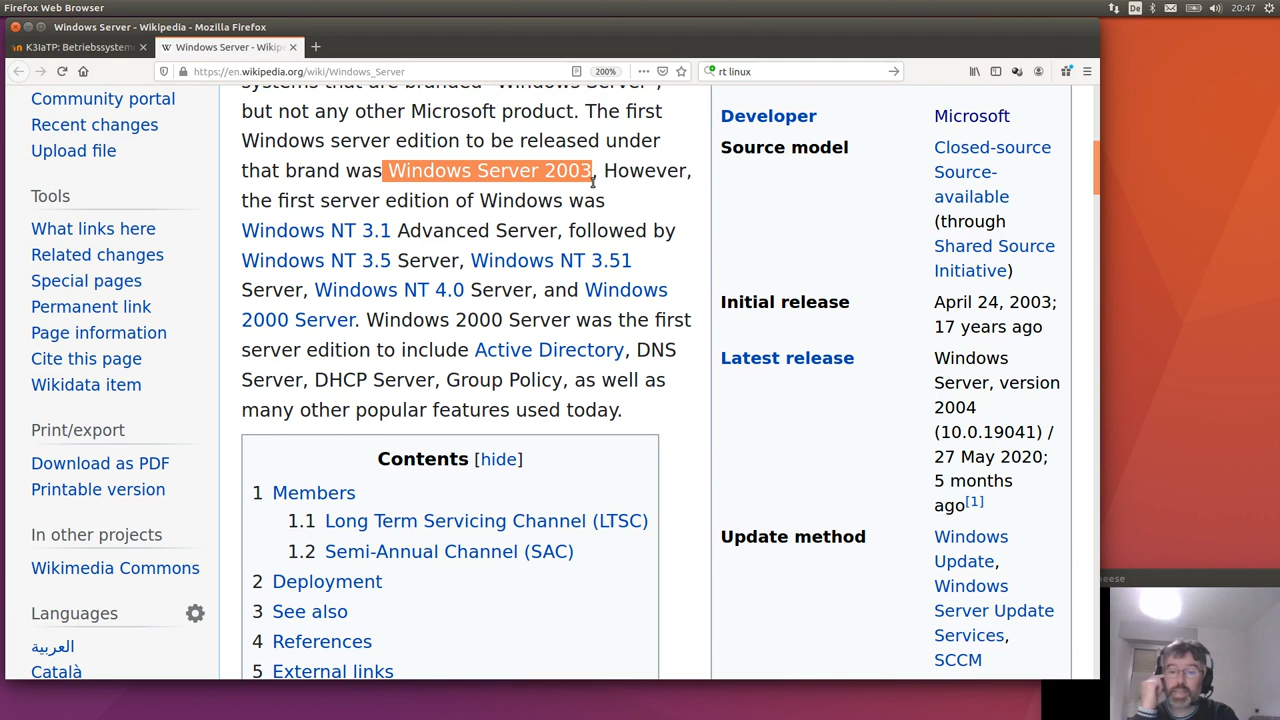 Firefox Web Browser
De
20:47
Windows Server - Wikipedia - Mozilla Firefox
K3IaTP: Betriebssystem
Windows Server - Wikip
https://en.wikipedia.org/wiki/Windows_Server
200%
rt linux
Community portal
Recent changes
Upload file
Tools
What links here
Related changes
Special pages
Permanent link
Page information
Cite this page
Wikidata item
Print/export
Download as PDF
Printable version
In other projects
Wikimedia Commons
Languages
العربية
Català
systems that are branded "Windows Server",
but not any other Microsoft product. The first
Windows server edition to be released under
that brand was Windows Server 2003, However,
the first server edition of Windows was
Windows NT 3.1 Advanced Server, followed by
Windows NT 3.5 Server, Windows NT 3.51
Server, Windows NT 4.0 Server, and Windows
2000 Server. Windows 2000 Server was the first
server edition to include Active Directory, DNS
Server, DHCP Server, Group Policy, as well as
many other popular features used today.
Contents [hide]
1 Members
1.1 Long Term Servicing Channel (LTSC)
1.2 Semi-Annual Channel (SAC)
2 Deployment
3 See also
4 References
5 External links
Developer
Microsoft
Source model
Closed-source
Source-
available
(through
Shared Source
Initiative)
Initial release
April 24, 2003;
17 years ago
Latest release
Windows
Server, version
2004
(10.0.19041) /
27 May 2020;
5 months
ago[1]
Update method
Windows
Update,
Windows
Server Update
Services,
SCCM
eese